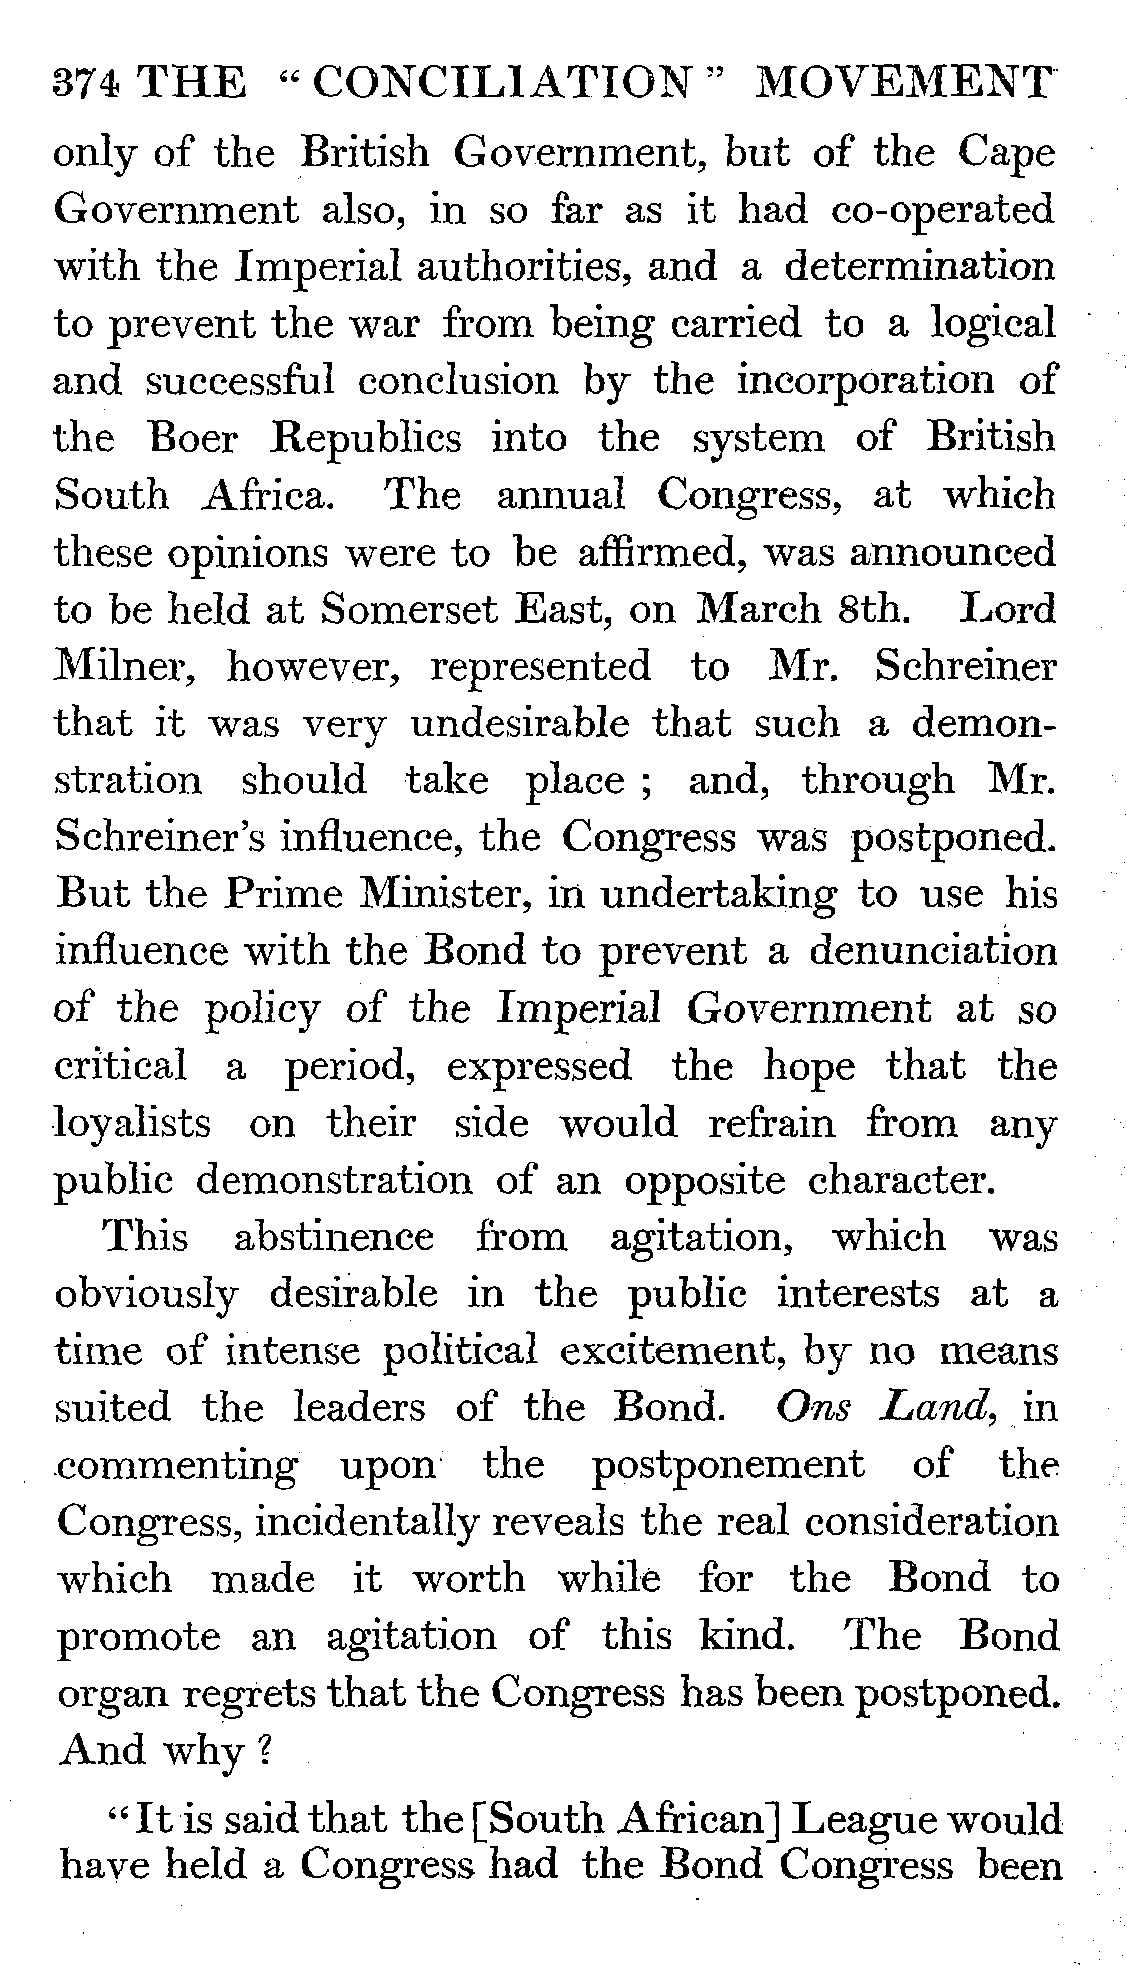 374 THE “ CONCILIATION ” MOVEMENT
only of the British Government, but of the Cape
Government also, in so far as it had co-operated
with the Imperial authorities, and a determination
to prevent the war from being carried to a logical
and successful conclusion by the incorporation of
the Boer Republics into the system of British
South Africa. The annual Congress, at which
these opinions were to be affirmed, was announced
to be held at Somerset East, on March 8th. Lord
Milner, however, represented to Mr. Schreiner
that it was very undesirable that such a demon-
stration should take place ; and, through Mr.
Schreiner’s influence, the Congress was postponed.
But the Prime Minister, in undertaking to use his
influence with the Bond to prevent a denunciation
of the policy of the Imperial Government at so
critical a period, expressed the hope that the
loyalists on their side would refrain from any
public demonstration of an opposite character.
This abstinence from agitation, which was
obviously desirable in the public interests at a
time of intense political excitement, by no means
suited the leaders of the Bond. Ons Land, in
commenting upon the postponement of the
Congress, incidentally reveals the real consideration
which made it worth while for the Bond to
promote an agitation of this kind. The Bond
organ regrets that the Congress has been postponed.
And why ?
“ It is said that the [South African] League would
have held a Congress had the Bond Congress been